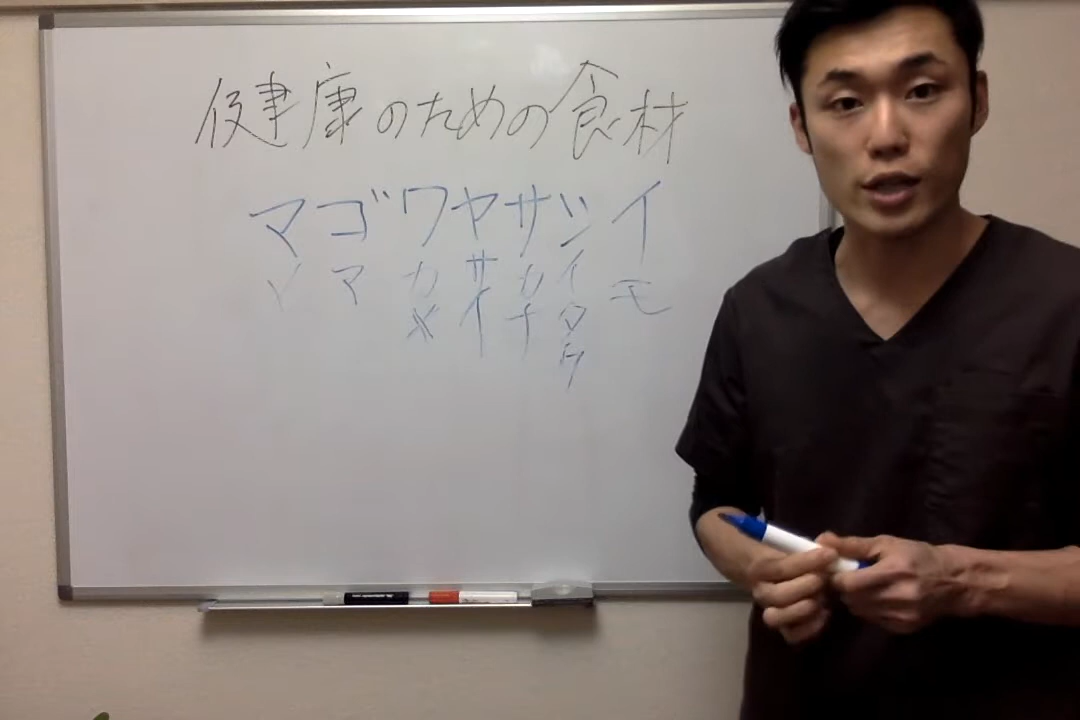 健康のための食材
マゴワヤサシイ
メ マ カ サ カ イ モ
メ イ ナ タ
ケ